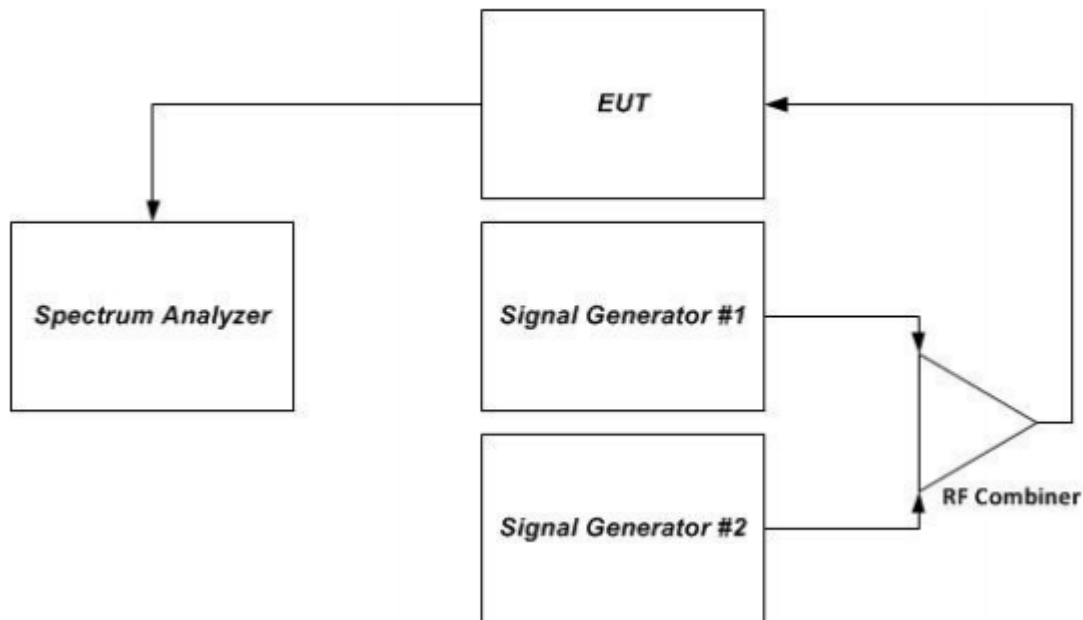 EUT
Spectrum Analyzer
Signal Generator #1
RF Combiner
Signal Generator #2